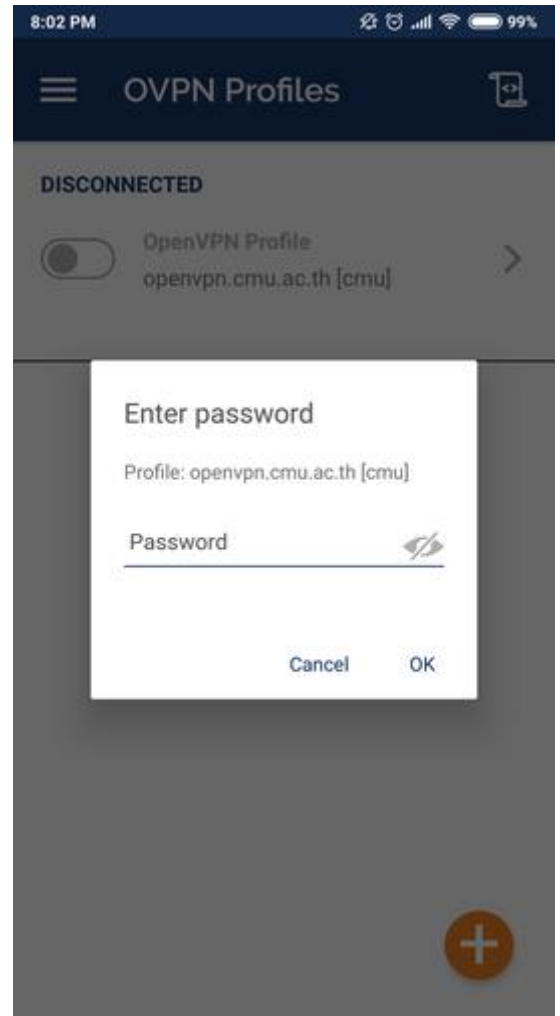 8:02 PM 99%
OVPN Profiles
DISCONNECTED
OpenVPN Profile
openvpn.cmu.ac.th [cmu]
Enter password
Profile: openvpn.cmu.ac.th [cmu]
Password
Cancel OK